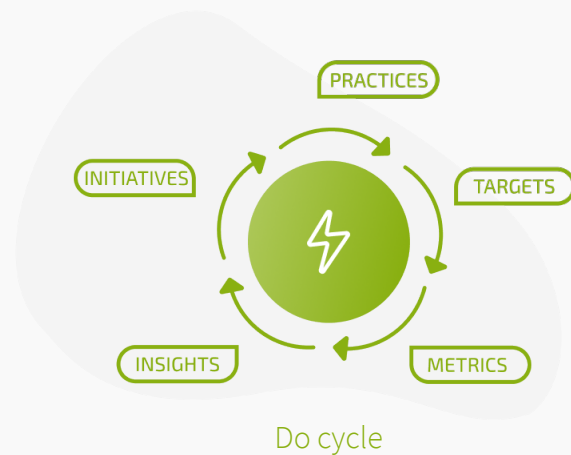 PRACTICES
INITIATIVES
TARGETS
INSIGHTS
METRICS
Do cycle